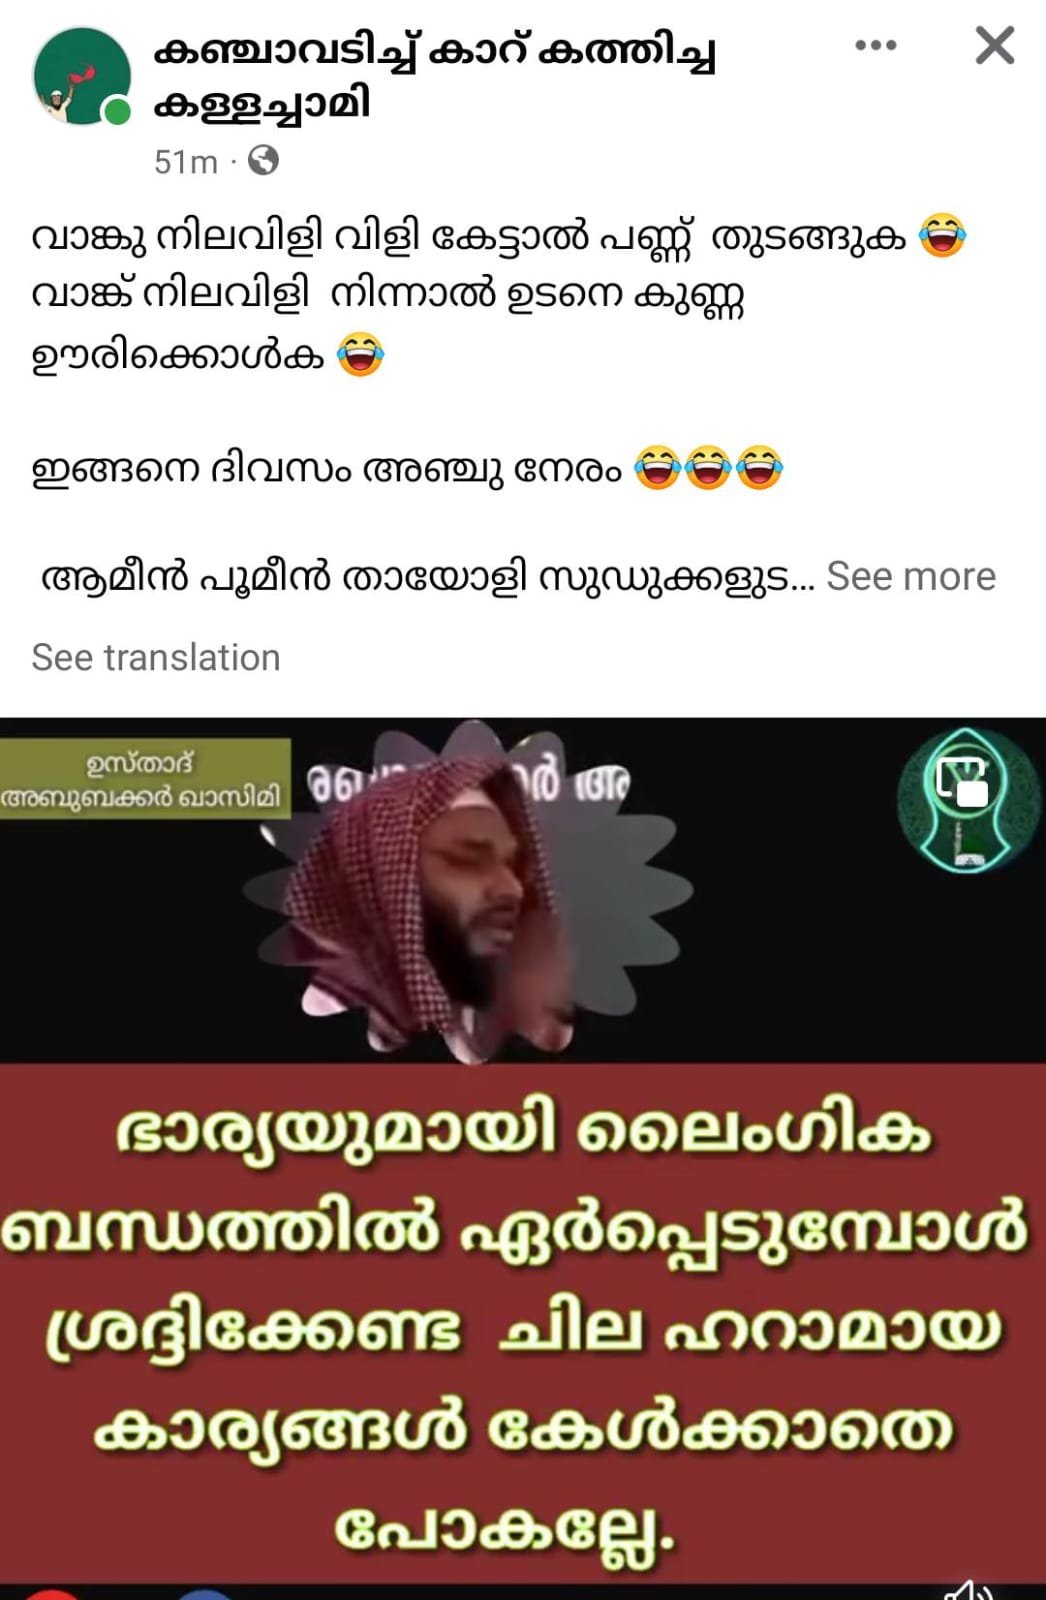 കഞ്ചാവടിച്ച് കാറ് കത്തിച്ച
കള്ളച്ചാമി
51m ·
വാങ്കു നിലവിളി വിളി കേട്ടാൽ പണ്ണ് തുടങ്ങുക 😂
വാങ്ക് നിലവിളി നിന്നാൽ ഉടനെ കുണ്ണ
ഊരിക്കൊൾക 😂
ഇങ്ങനെ ദിവസം അഞ്ചു നേരം 😂😂😂
ആമീൻ പൂമീൻ തായോളി സുഡുക്കളുട... See more
See translation
ഉസ്താദ്
അബുബക്കർ ഖാസിമി
ഭാര്യയുമായി ലൈംഗിക
ബന്ധത്തിൽ ഏർപ്പെടുമ്പോൾ
ശ്രദ്ദിക്കേണ്ട ചില ഹറാമായ
കാര്യങ്ങൾ കേൾക്കാതെ
പോകല്ലേ.